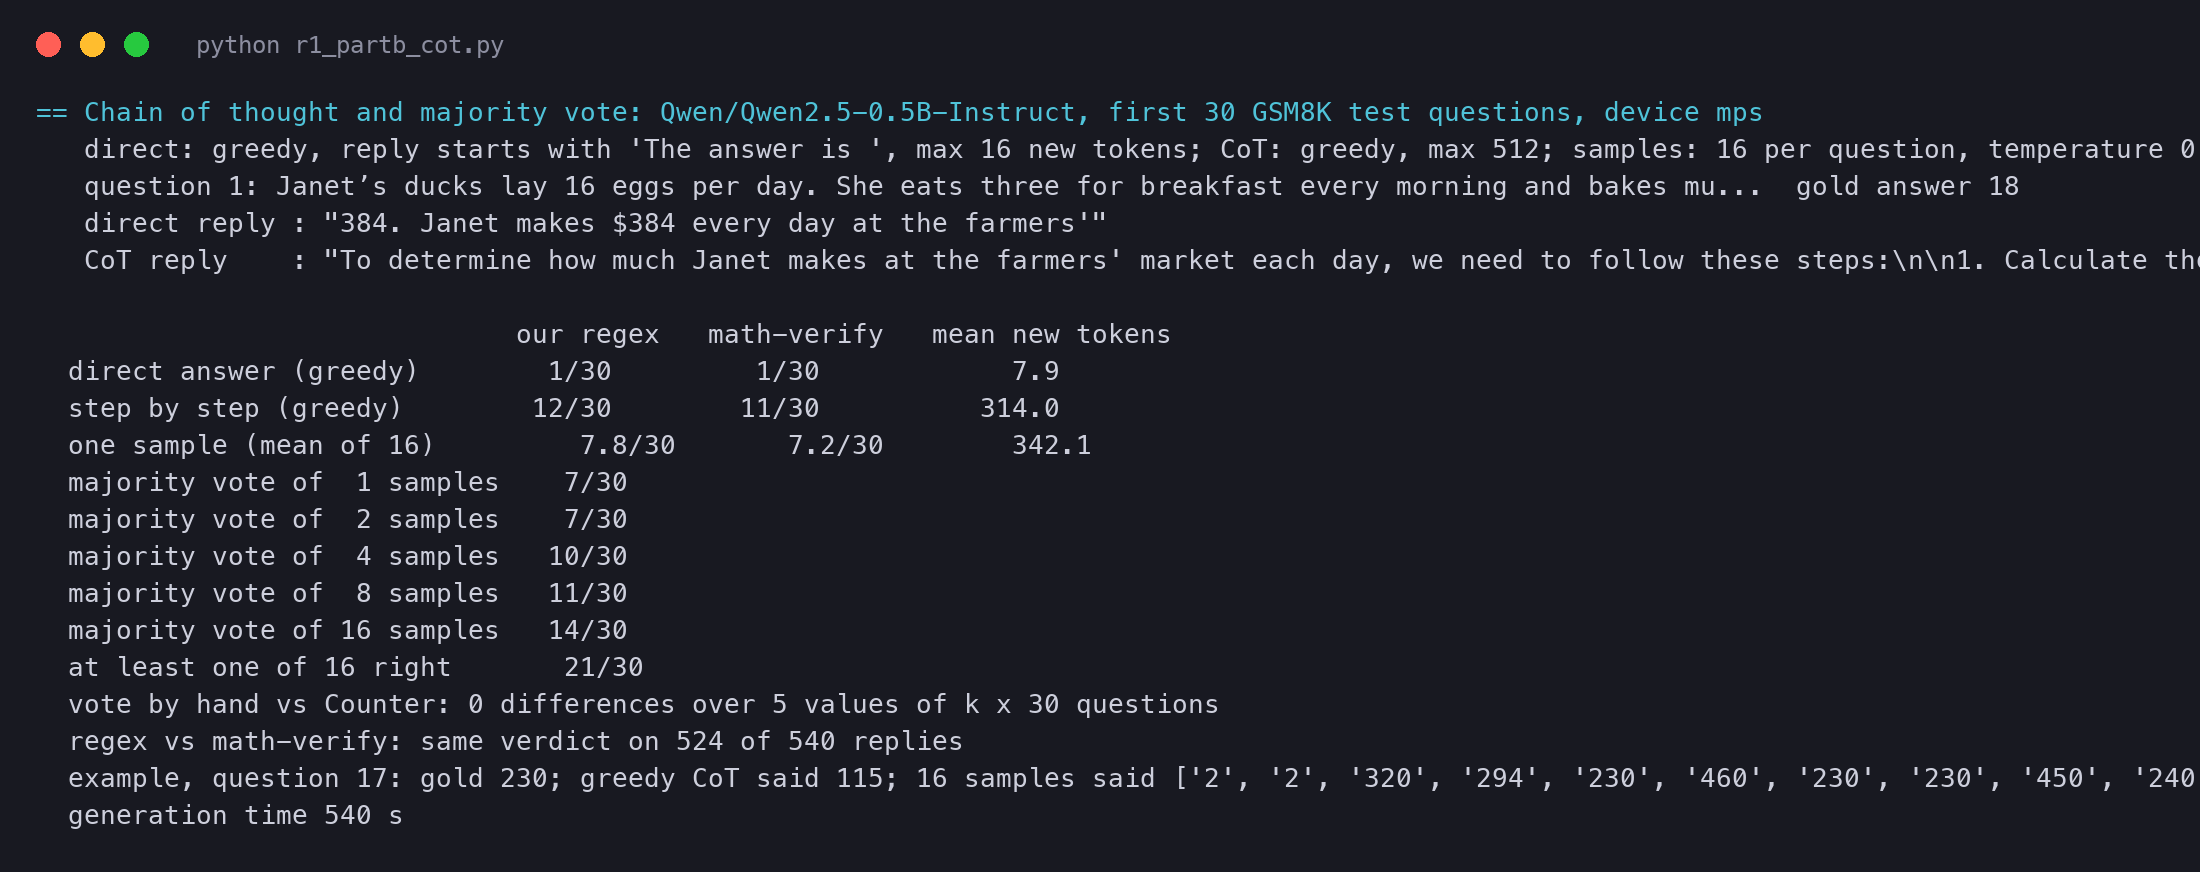 python r1_partb_cot.py
== Chain of thought and majority vote: Qwen/Qwen2.5-0.5B-Instruct, first 30 GSM8K test questions, device mps
direct: greedy, reply starts with 'The answer is ', max 16 new tokens; CoT: greedy, max 512; samples: 16 per question, temperature 0
question 1: Janet’s ducks lay 16 eggs per day. She eats three for breakfast every morning and bakes mu...  gold answer 18
direct reply : "384. Janet makes $384 every day at the farmers'"
CoT reply    : "To determine how much Janet makes at the farmers' market each day, we need to follow these steps:\n\n1. Calculate the
our regex   math-verify   mean new tokens
direct answer (greedy)        1/30         1/30            7.9
step by step (greedy)        12/30        11/30          314.0
one sample (mean of 16)         7.8/30       7.2/30        342.1
majority vote of  1 samples    7/30
majority vote of  2 samples    7/30
majority vote of  4 samples   10/30
majority vote of  8 samples   11/30
majority vote of 16 samples   14/30
at least one of 16 right       21/30
vote by hand vs Counter: 0 differences over 5 values of k x 30 questions
regex vs math-verify: same verdict on 524 of 540 replies
example, question 17: gold 230; greedy CoT said 115; 16 samples said ['2', '2', '320', '294', '230', '460', '230', '230', '450', '240
generation time 540 s